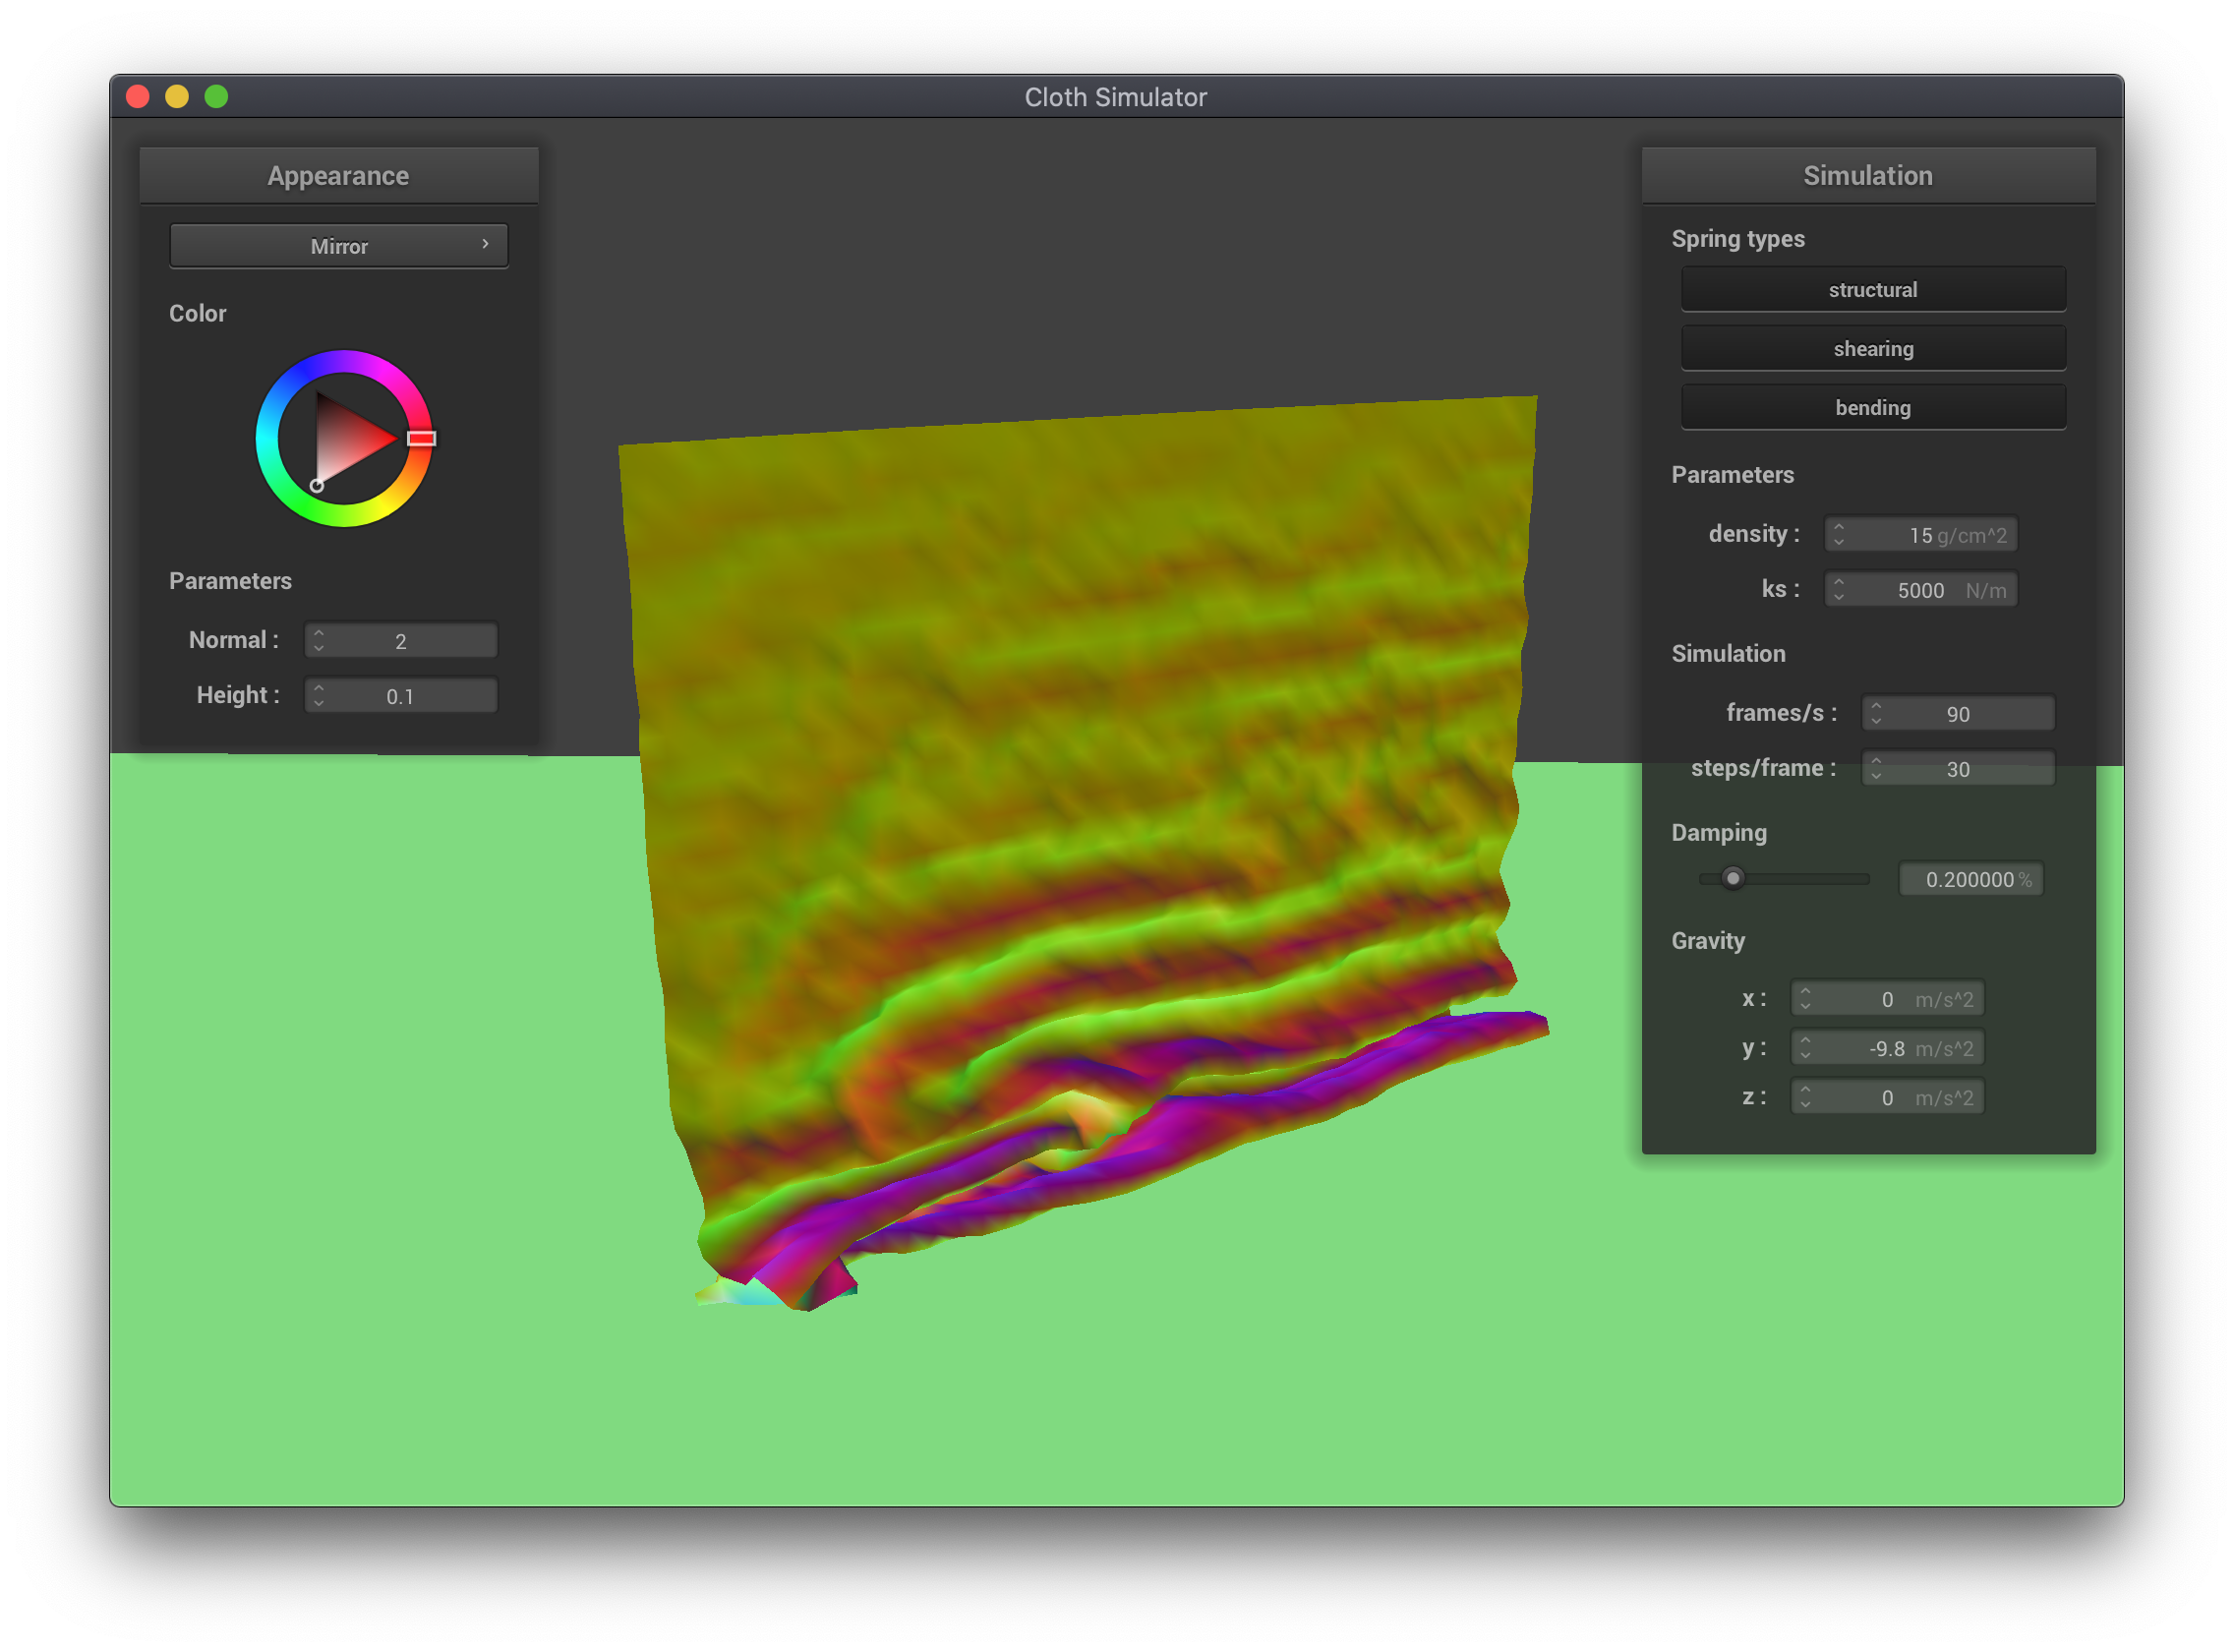 Cloth Simulator
Appearance
Mirror
Color
Parameters
Normal : 2
Height : 0.1
Simulation
Spring types
structural
shearing
bending
Parameters
density : 15 g/cm^2
ks : 5000 N/m
Simulation
frames/s : 90
steps/frame : 30
Damping
0.200000 %
Gravity
x : 0 m/s^2
y : -9.8 m/s^2
z : 0 m/s^2